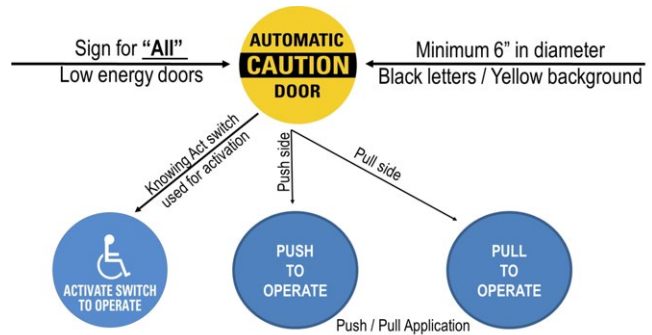 Sign for “All”
Low energy doors
AUTOMATIC
CAUTION
DOOR
Minimum 6” in diameter
Black letters / Yellow background
Knowing Act switch
used for activation
Push side
Pull side
ACTIVATE SWITCH
TO OPERATE
PUSH
TO
OPERATE
PULL
TO
OPERATE
Push / Pull Application